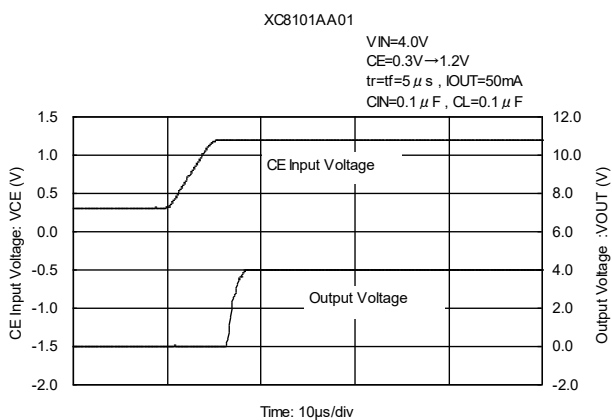 XC8101AA01
VIN=4.0V
CE=0.3V→1.2V
tr=tf=5μs , IOUT=50mA
CIN=0.1μF , CL=0.1μF
1.5
1.0
0.5
0.0
-0.5
-1.0
-1.5
-2.0
CE Input Voltage: VCE (V)
CE Input Voltage
Output Voltage
12.0
10.0
8.0
6.0
4.0
2.0
0.0
-2.0
Output Voltage :VOUT (V)
Time: 10μs/div